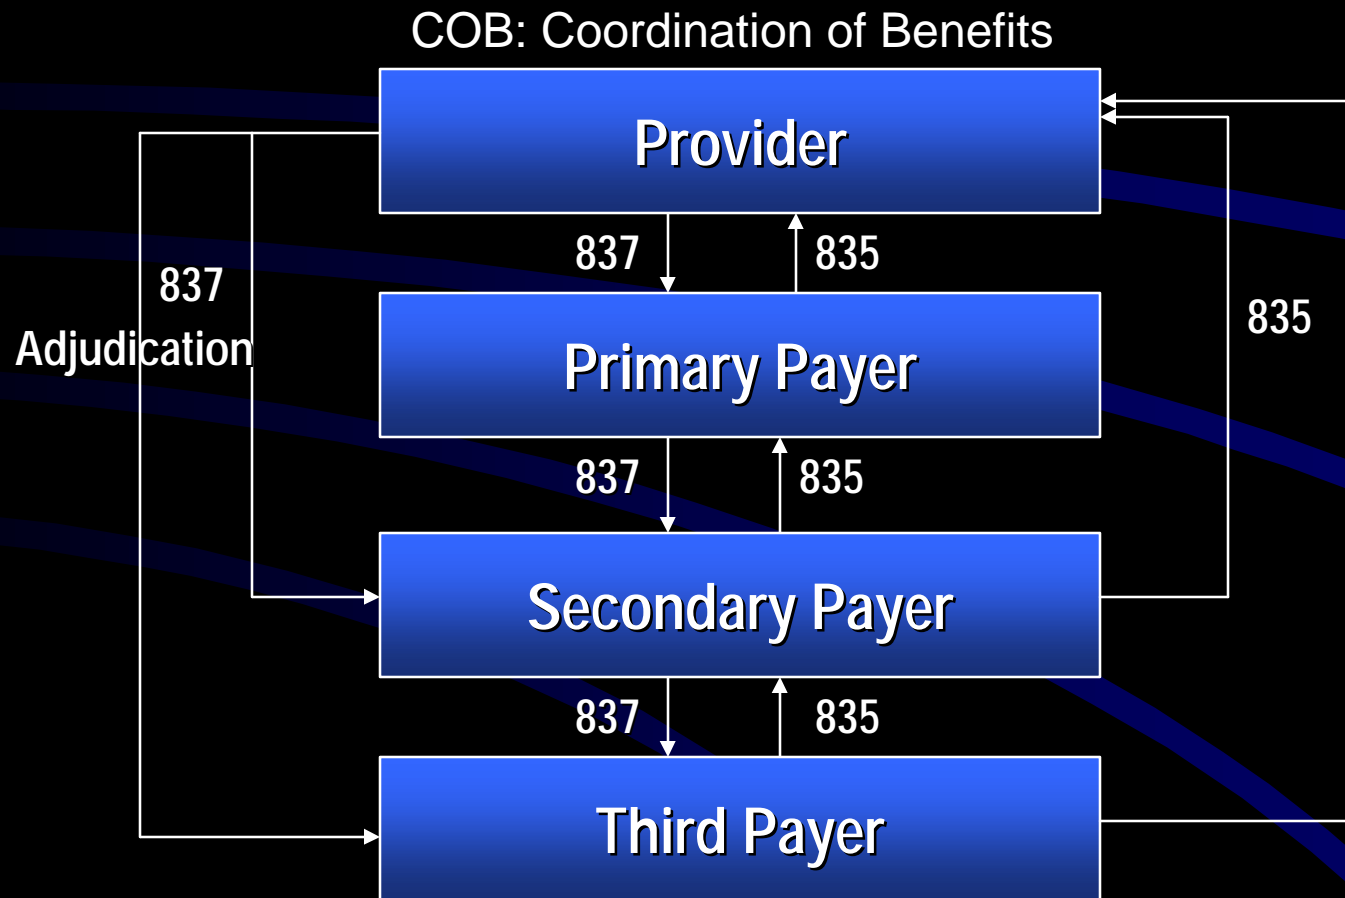 COB: Coordination of Benefits
Provider
837
835
837
Adjudication
835
Primary Payer
837
835
Secondary Payer
837
835
Third Payer